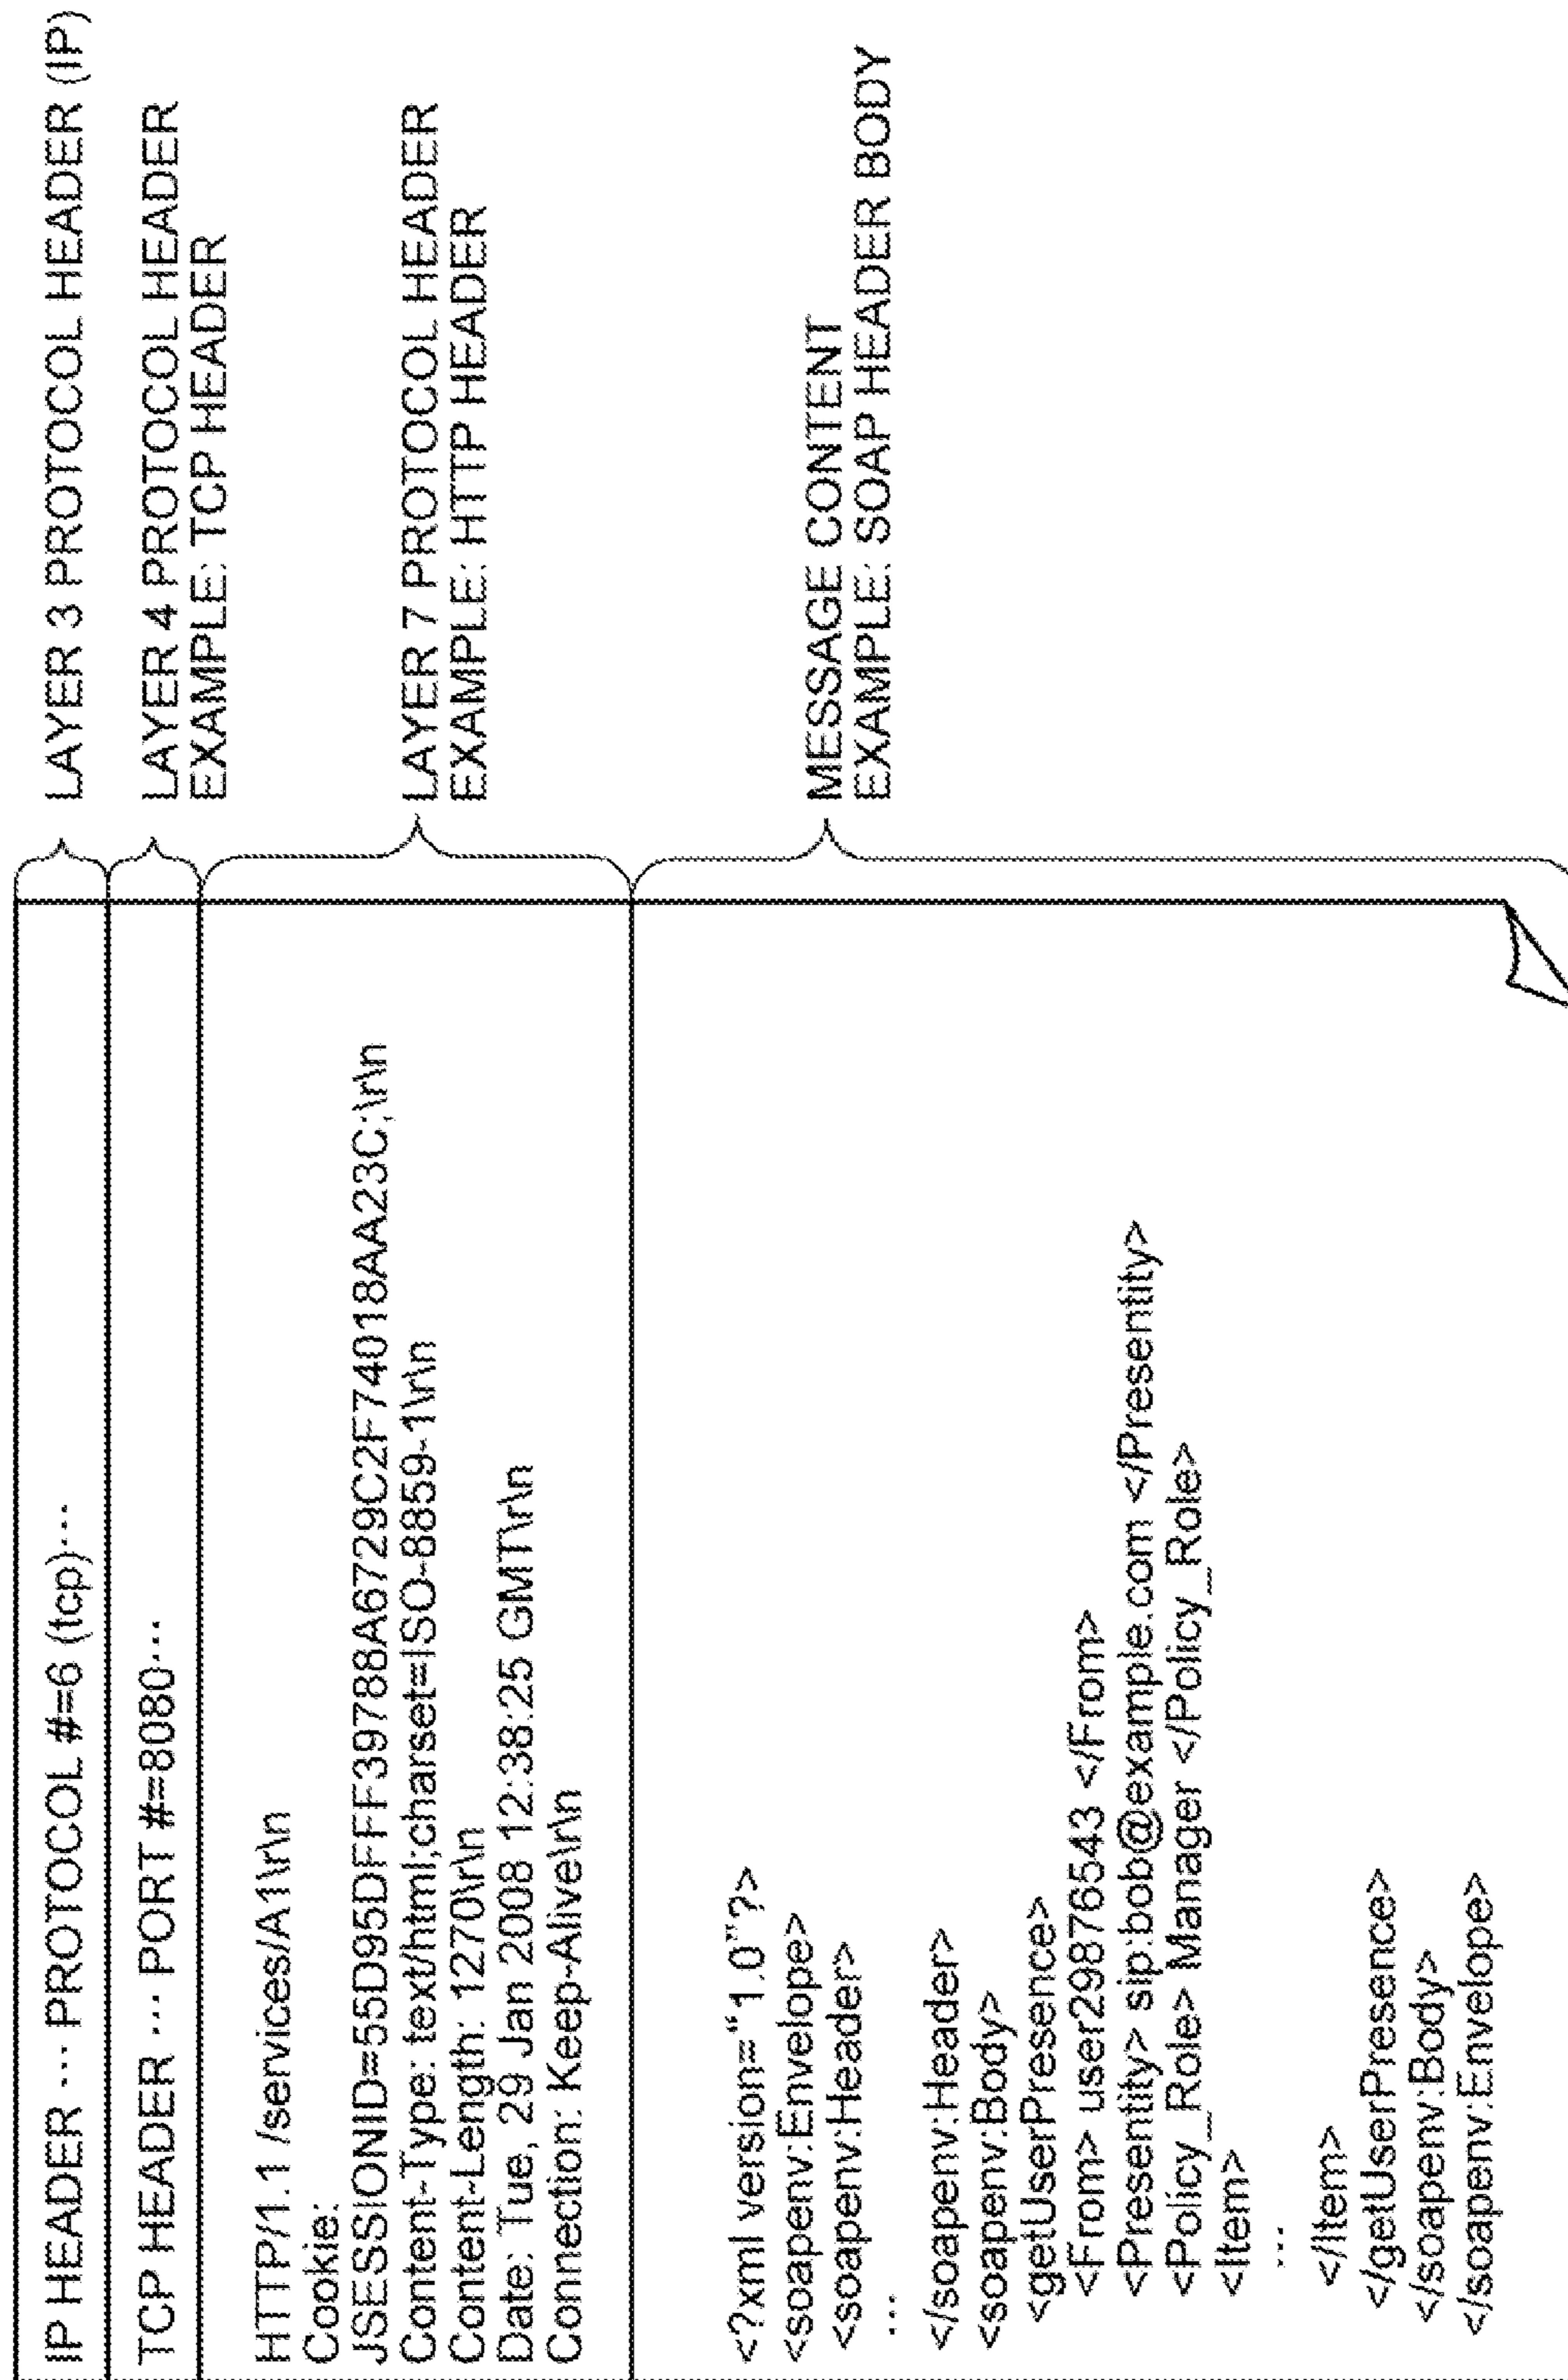 IP HEADER ··· PROTOCOL #=6 (tcp)···
LAYER 3 PROTOCOL HEADER (IP)
TCP HEADER ··· PORT #=8080···
LAYER 4 PROTOCOL HEADER
EXAMPLE: TCP HEADER
HTTP/1.1 /services/A1\r\n
Cookie:
JSESSIONID=55D95DFFF39788A6729C2F74018AA23C;\r\n
Content-Type: text/html;charset=ISO-8859-1\r\n
Content-Length: 1270\r\n
Date: Tue, 29 Jan 2008 12:38:25 GMT\r\n
Connection: Keep-Alive\r\n
LAYER 7 PROTOCOL HEADER
EXAMPLE: HTTP HEADER
<?xml version=“1.0”?>
<soapenv:Envelope>
<soapenv:Header>
...
</soapenv:Header>
<soapenv:Body>
<getUserPresence>
<From> user29876543 </From>
<Presentity> sip:bob@example.com </Presentity>
<Policy_Role> Manager </Policy_Role>
<Item>
...
</Item>
</getUserPresence>
</soapenv:Body>
</soapenv:Envelope>
MESSAGE CONTENT
EXAMPLE: SOAP HEADER BODY